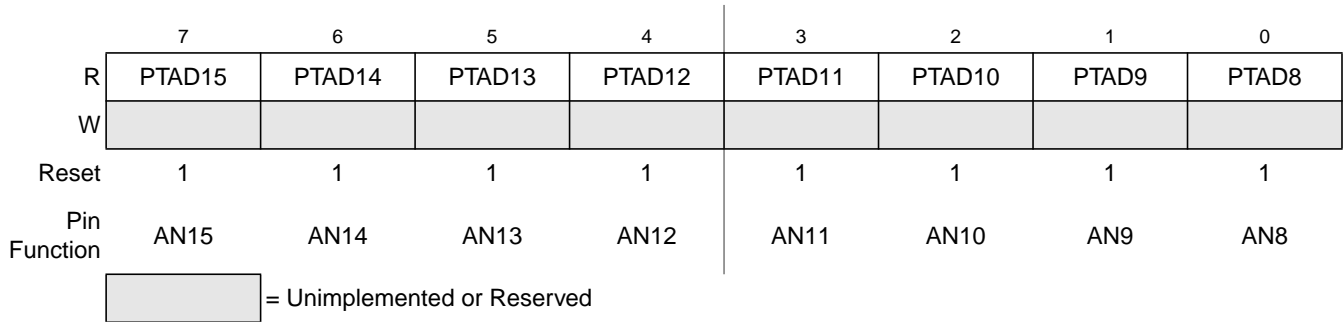 7 6 5 4 3 2 1 0
R PTAD15 PTAD14 PTAD13 PTAD12 PTAD11 PTAD10 PTAD9 PTAD8
W
Reset 1 1 1 1 1 1 1 1
Pin
Function AN15 AN14 AN13 AN12 AN11 AN10 AN9 AN8
= Unimplemented or Reserved